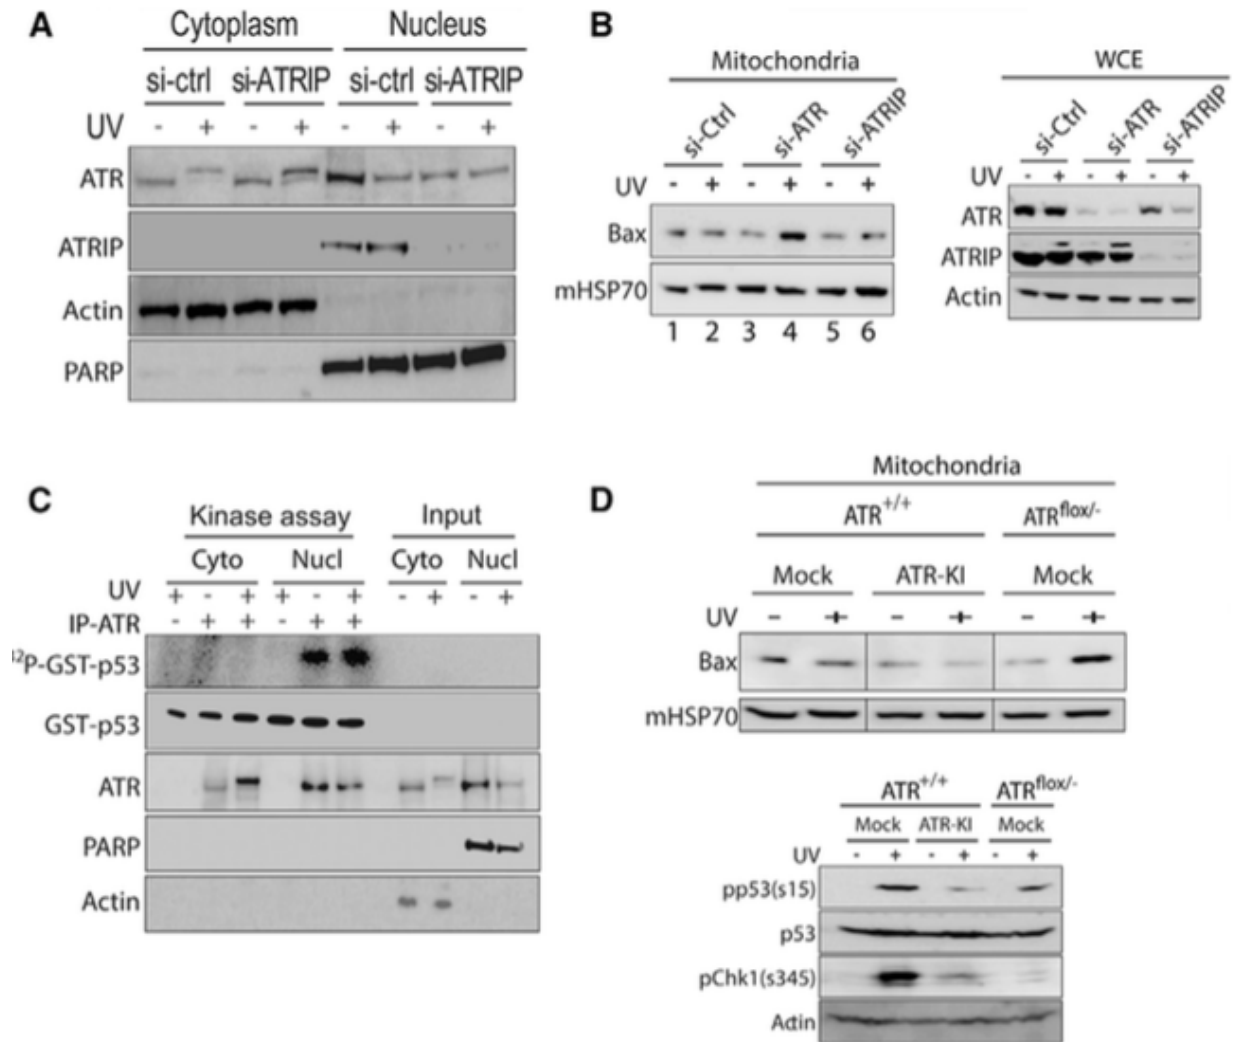 A
Cytoplasm Nucleus
si-ctrl si-ATRIP si-ctrl si-ATRIP
UV - + - + - + - +
ATR
ATRIP
Actin
PARP
B
Mitochondria
si-Ctrl si-ATR si-ATRIP
UV - + - + - +
Bax
mHSP70
1 2 3 4 5 6
WCE
si-Ctrl si-ATR si-ATRIP
UV - + - + - +
ATR
ATRIP
Actin
C
Kinase assay Input
Cyto Nucl Cyto Nucl
UV + - + + - + - + - +
IP-ATR - + + - + +
32P-GST-p53
GST-p53
ATR
PARP
Actin
D
Mitochondria
ATR+/+ ATRflox/-
Mock ATR-KI Mock
UV - + - + - +
Bax
mHSP70
ATR+/+ ATRflox/-
Mock ATR-KI Mock
UV - + - + - +
pp53(s15)
p53
pChk1(s345)
Actin